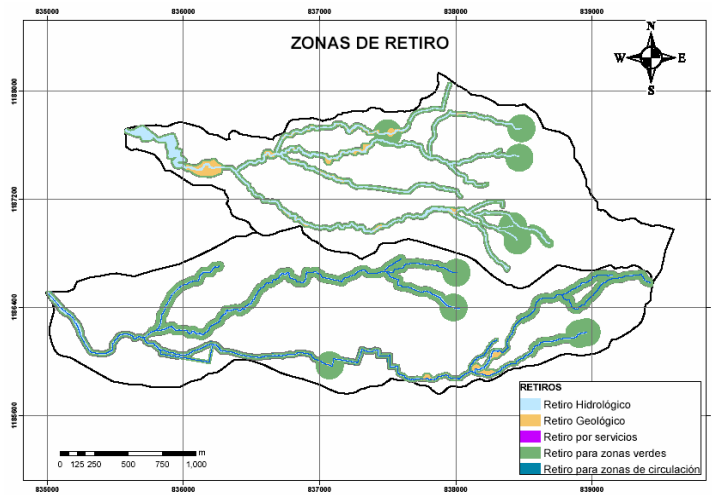 835000 836000 837000 838000 839000
ZONAS DE RETIRO
N
W E
S
1188000
1187200
1186400
1185600
RETIROS
Retiro Hidrológico
Retiro Geológico
Retiro por servicios
Retiro para zonas verdes
Retiro para zonas de circulación
m
0 125 250 500 750 1,000
835000 836000 837000 838000 839000